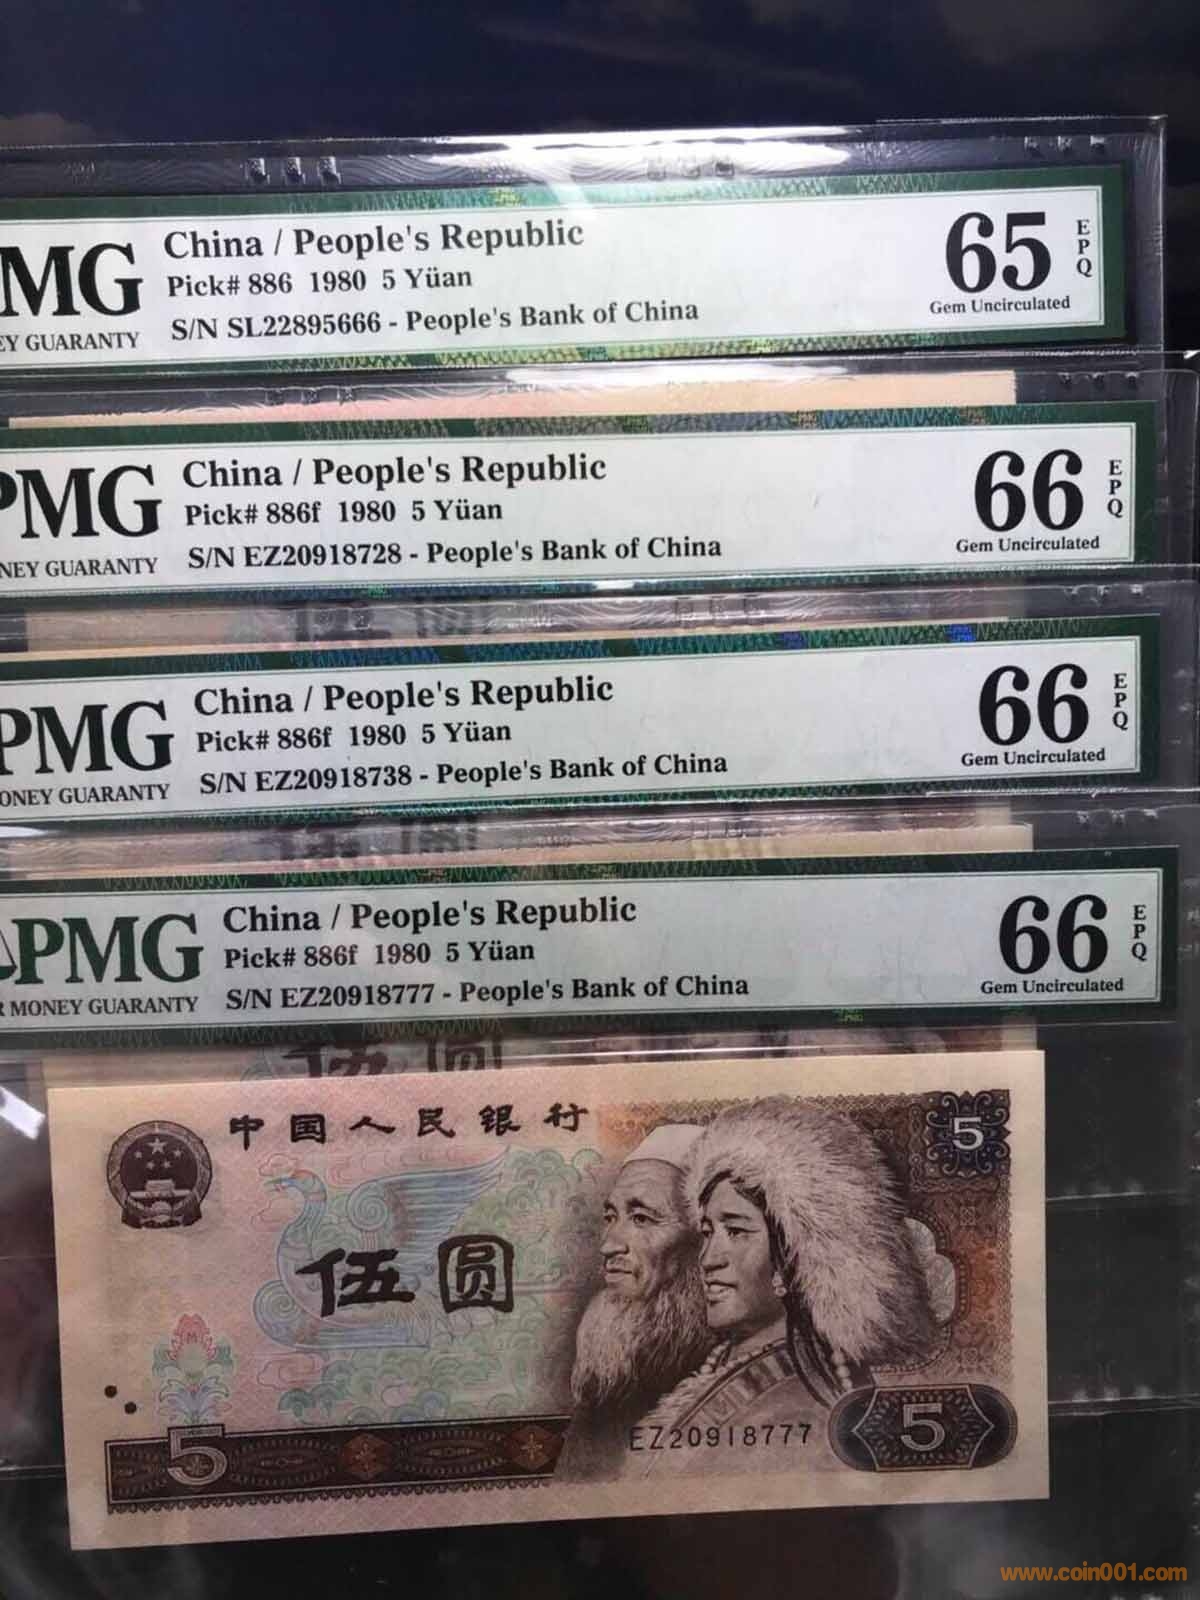 MG China / People's Republic 65 EPQ
Pick# 886 1980 5 Yüan
Gem Uncirculated
EY GUARANTY S/N SL22895666 - People's Bank of China
PMG China / People's Republic 66 EPQ
Pick# 886f 1980 5 Yüan
Gem Uncirculated
NEY GUARANTY S/N EZ20918728 - People's Bank of China
PMG China / People's Republic 66 EPQ
Pick# 886f 1980 5 Yüan
Gem Uncirculated
ONEY GUARANTY S/N EZ20918738 - People's Bank of China
伍圆
PMG China / People's Republic 66 EPQ
Pick# 886f 1980 5 Yüan
Gem Uncirculated
R MONEY GUARANTY S/N EZ20918777 - People's Bank of China
伍圆
中国人民银行
5
伍圆
EZ20918777
5
5
www.coin001.com